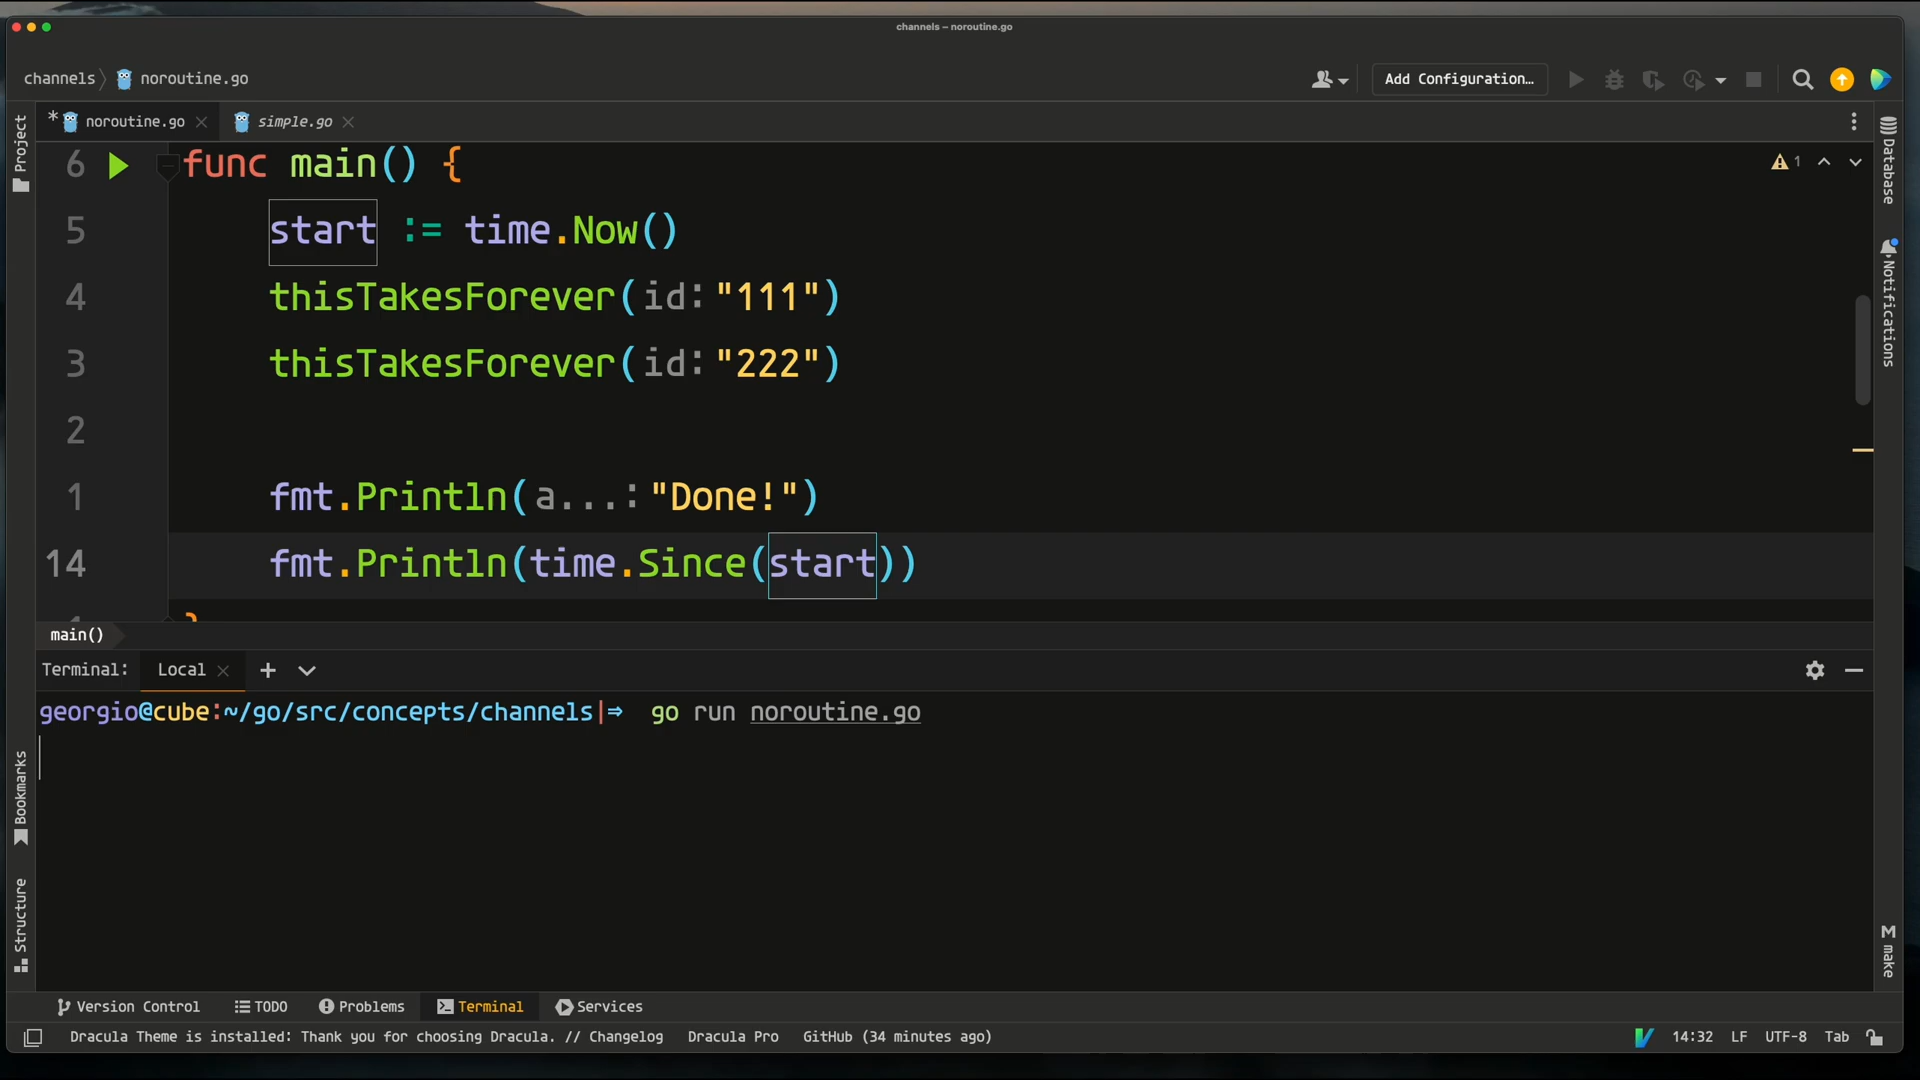 channels – noroutine.go
channels noroutine.go
Add Configuration...
* noroutine.go simple.go
Project
Database
Notifications
1
6 func main() {
5 start := time.Now()
4 thisTakesForever(id: "111")
3 thisTakesForever(id: "222")
2
1 fmt.Println(a...: "Done!")
14 fmt.Println(time.Since(start))
1 }
main()
Terminal: Local
georgio@cube:~/go/src/concepts/channels|⇒ go run noroutine.go
Bookmarks
Structure
make
Version Control TODO Problems Terminal Services
Dracula Theme is installed: Thank you for choosing Dracula. // Changelog Dracula Pro GitHub (34 minutes ago) 14:32 LF UTF-8 Tab